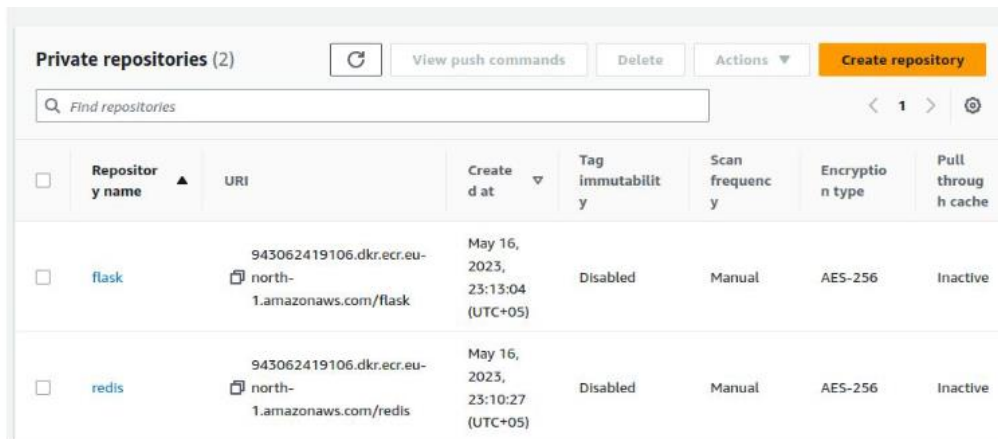 Private repositories (2) View push commands Delete Actions Create repository
Find repositories 1
Repositor
y name
URI
Create
d at
Tag
immutabilit
y
Scan
frequenc
y
Encryptio
n type
Pull
throug
h cache
flask
943062419106.dkr.ecr.eu-
north-
1.amazonaws.com/flask
May 16,
2023,
23:13:04
(UTC+05)
Disabled
Manual
AES-256
Inactive
redis
943062419106.dkr.ecr.eu-
north-
1.amazonaws.com/redis
May 16,
2023,
23:10:27
(UTC+05)
Disabled
Manual
AES-256
Inactive